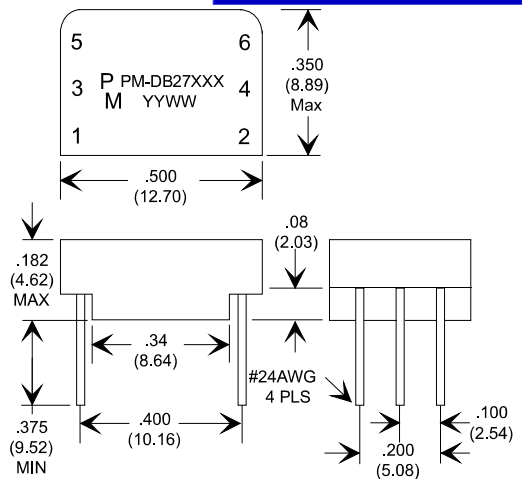 5 6
3 P PM-DB27XXX 4
M YYWW
1 2
.350
(8.89)
Max
.500
(12.70)
.182
(4.62)
MAX
.08
(2.03)
.34
(8.64)
#24AWG
4 PLS
.375
(9.52)
MIN
.400
(10.16)
.100
(2.54)
.200
(5.08)